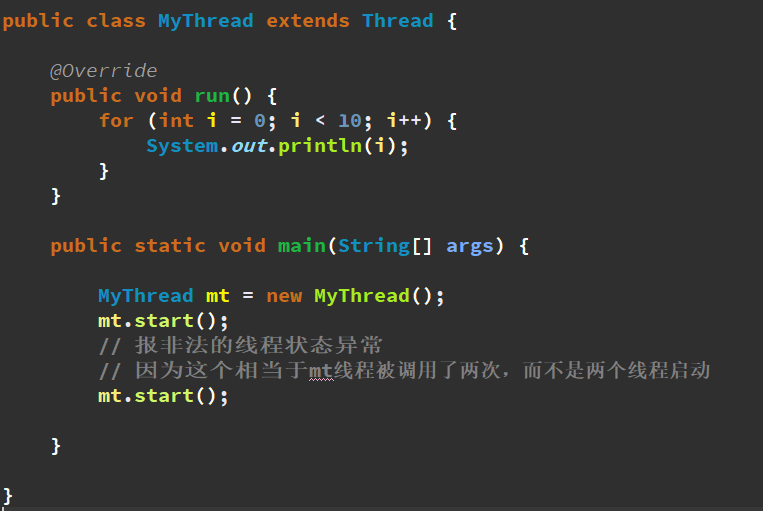 public class MyThread extends Thread {
@Override
public void run() {
for (int i = 0; i < 10; i++) {
System.out.println(i);
}
}
public static void main(String[] args) {
MyThread mt = new MyThread();
mt.start();
// 报非法的线程状态异常
// 因为这个相当于mt线程被调用了两次，而不是两个线程启动
mt.start();
}
}